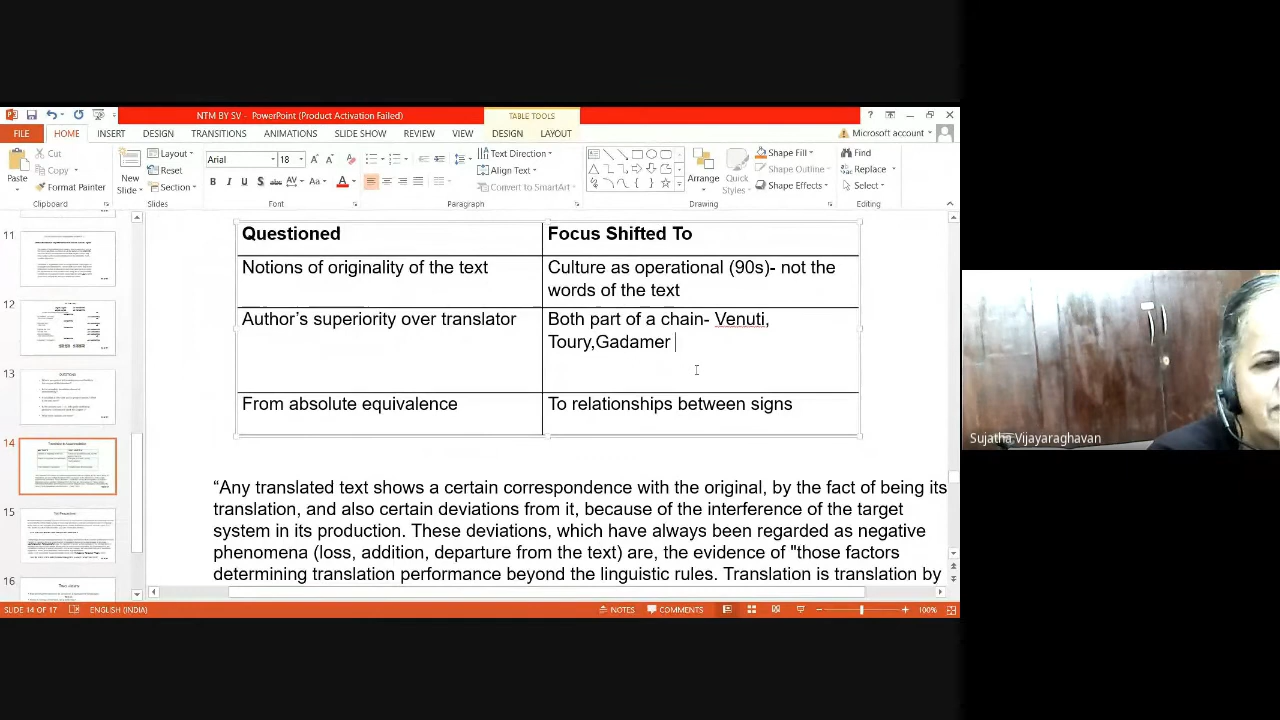 NTM BY SV - PowerPoint (Product Activation Failed)
TABLE TOOLS
FILE HOME INSERT DESIGN TRANSITIONS ANIMATIONS SLIDE SHOW REVIEW VIEW DESIGN LAYOUT Microsoft account
Paste Cut Copy Format Painter
Clipboard
New Slide Layout Reset Section
Slides
Arial 18
Font
Text Direction Align Text Convert to SmartArt
Paragraph
Arrange Quick Styles Shape Fill Shape Outline Shape Effects
Drawing
Find Replace Select
Editing
11
12
13
14
15
16
Questioned Focus Shifted To
Notions of originality of the text Culture as operational not the
words of the text
Author's superiority over translator Both part of a chain- Venuti,
Toury,Gadamer
From absolute equivalence To relationships between texts
"Any translated text shows a certain correspondence with the original, by the fact of being its
translation, and also certain deviations from it, because of the interference of the target
system in its production. These deviations, which have always been regarded as negative
phenomena (loss, addition, departure from the text) are, the evidence of "those factors
determining translation performance beyond the linguistic rules. Translation is translation by
SLIDE 14 OF 17 ENGLISH (INDIA) NOTES COMMENTS 100%
Sujatha Vijayaraghavan